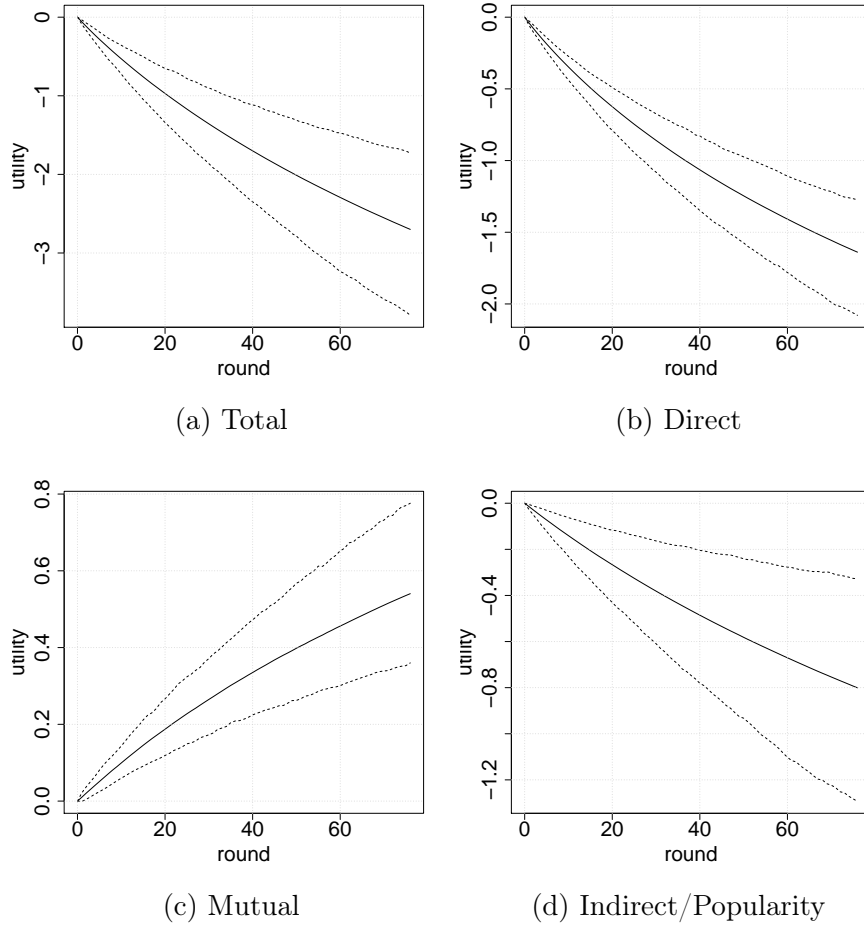 0
−1
−2
−3
utility
0 20 40 60
round
(a) Total
0.0
−0.5
−1.0
−1.5
−2.0
utility
0 20 40 60
round
(b) Direct
0.8
0.6
0.4
0.2
0.0
utility
0 20 40 60
round
(c) Mutual
0.0
−0.4
−0.8
−1.2
utility
0 20 40 60
round
(d) Indirect/Popularity